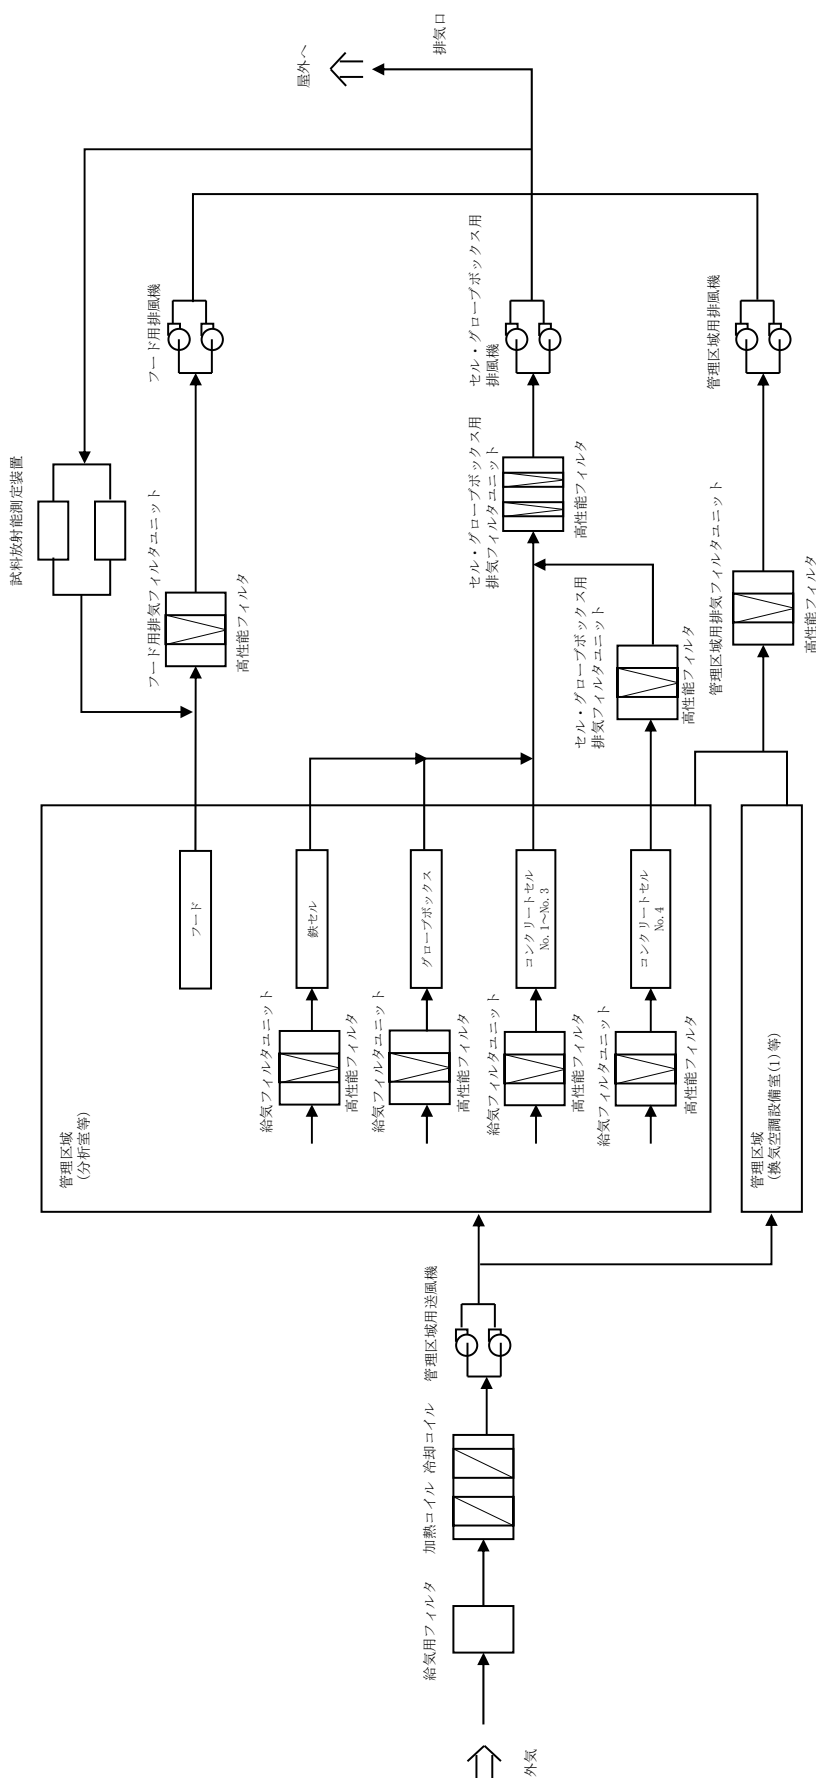 外気
給気用フィルタ
加熱コイル
冷却コイル
管理区域用送風機
管理区域
(分析室等)
管理区域
(換気空調設備室(1)等)
給気フィルタユニット
高性能フィルタ
給気フィルタユニット
高性能フィルタ
給気フィルタユニット
高性能フィルタ
給気フィルタユニット
高性能フィルタ
フード
鉄セル
グローブボックス
コンクリートセル
No.1～No.3
コンクリートセル
No.4
試料放射能測定装置
フード用排気フィルタユニット
高性能フィルタ
セル・グローブボックス用
排気フィルタユニット
高性能フィルタ
セル・グローブボックス用
排気フィルタユニット
高性能フィルタ
管理区域用排気フィルタユニット
高性能フィルタ
フード用排風機
セル・グローブボックス用
排風機
管理区域用排風機
屋外へ
排気口